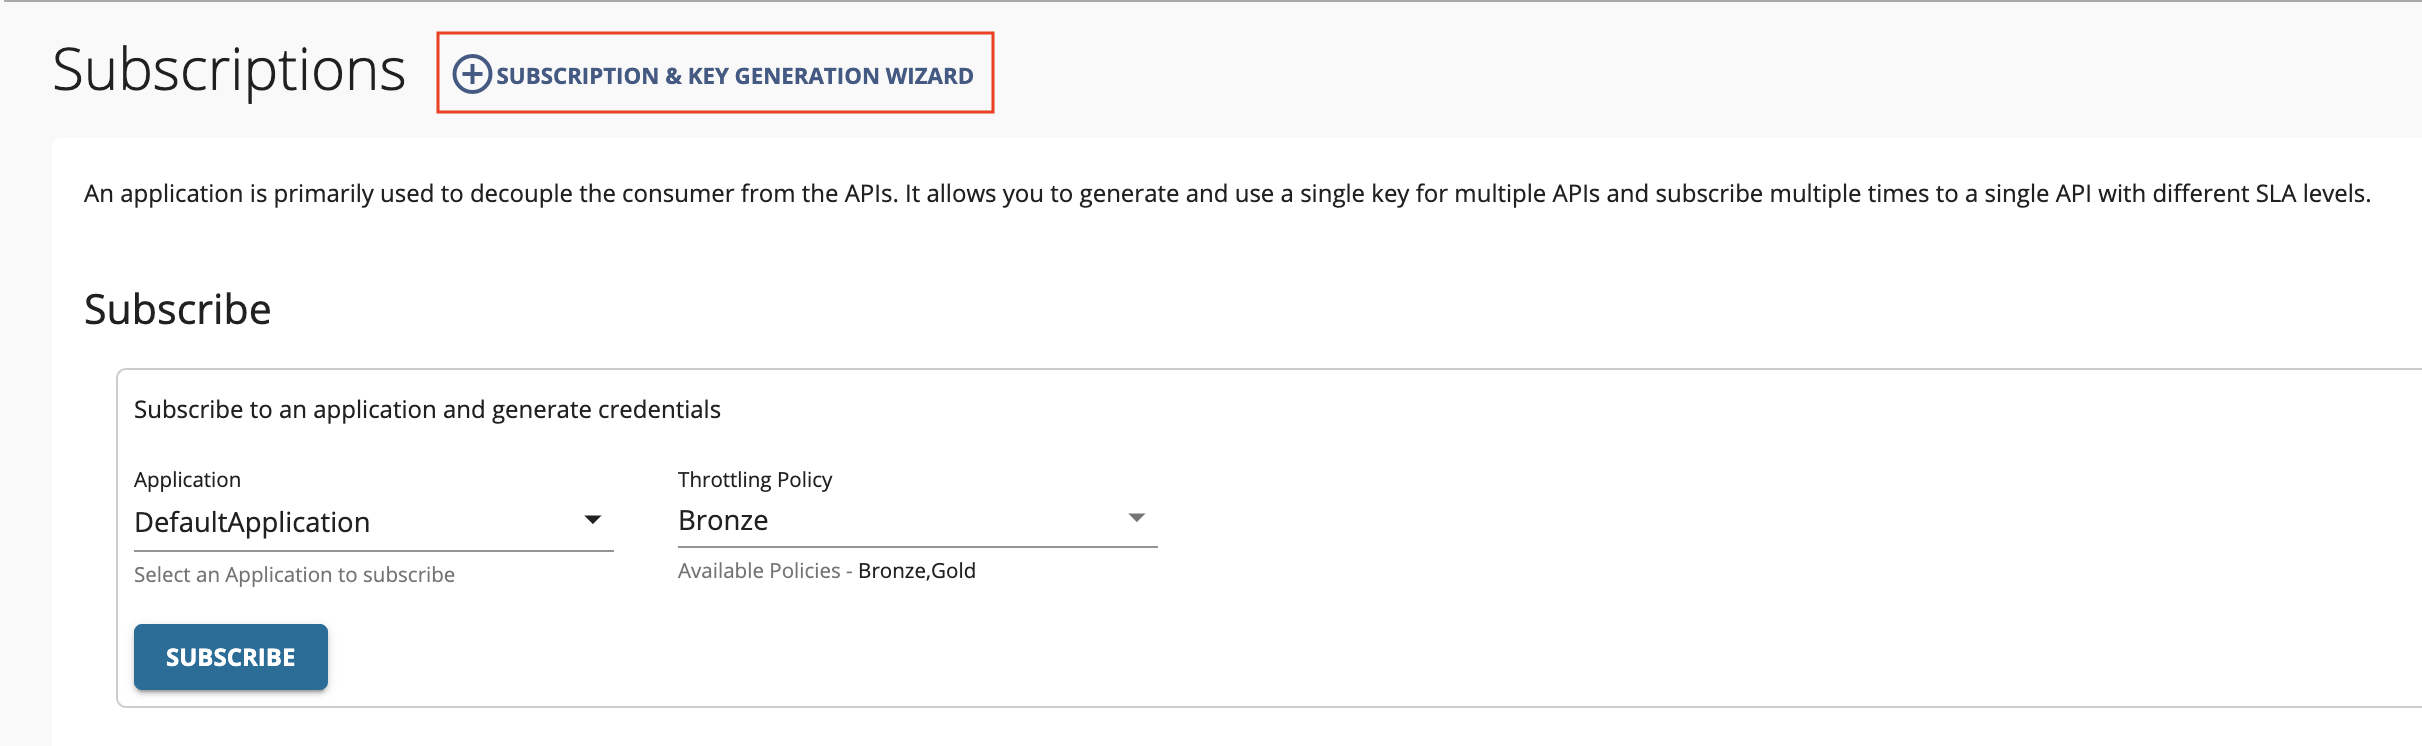 Subscriptions
SUBSCRIPTION & KEY GENERATION WIZARD
An application is primarily used to decouple the consumer from the APIs. It allows you to generate and use a single key for multiple APIs and subscribe multiple times to a single API with different SLA levels.
Subscribe
Subscribe to an application and generate credentials
Application
DefaultApplication
Select an Application to subscribe
Throttling Policy
Bronze
Available Policies - Bronze,Gold
SUBSCRIBE